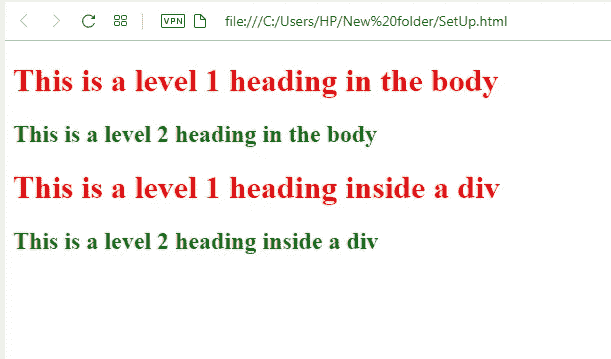 VPN file:///C:/Users/HP/New%20folder/SetUp.html
This is a level 1 heading in the body
This is a level 2 heading in the body
This is a level 1 heading inside a div
This is a level 2 heading inside a div